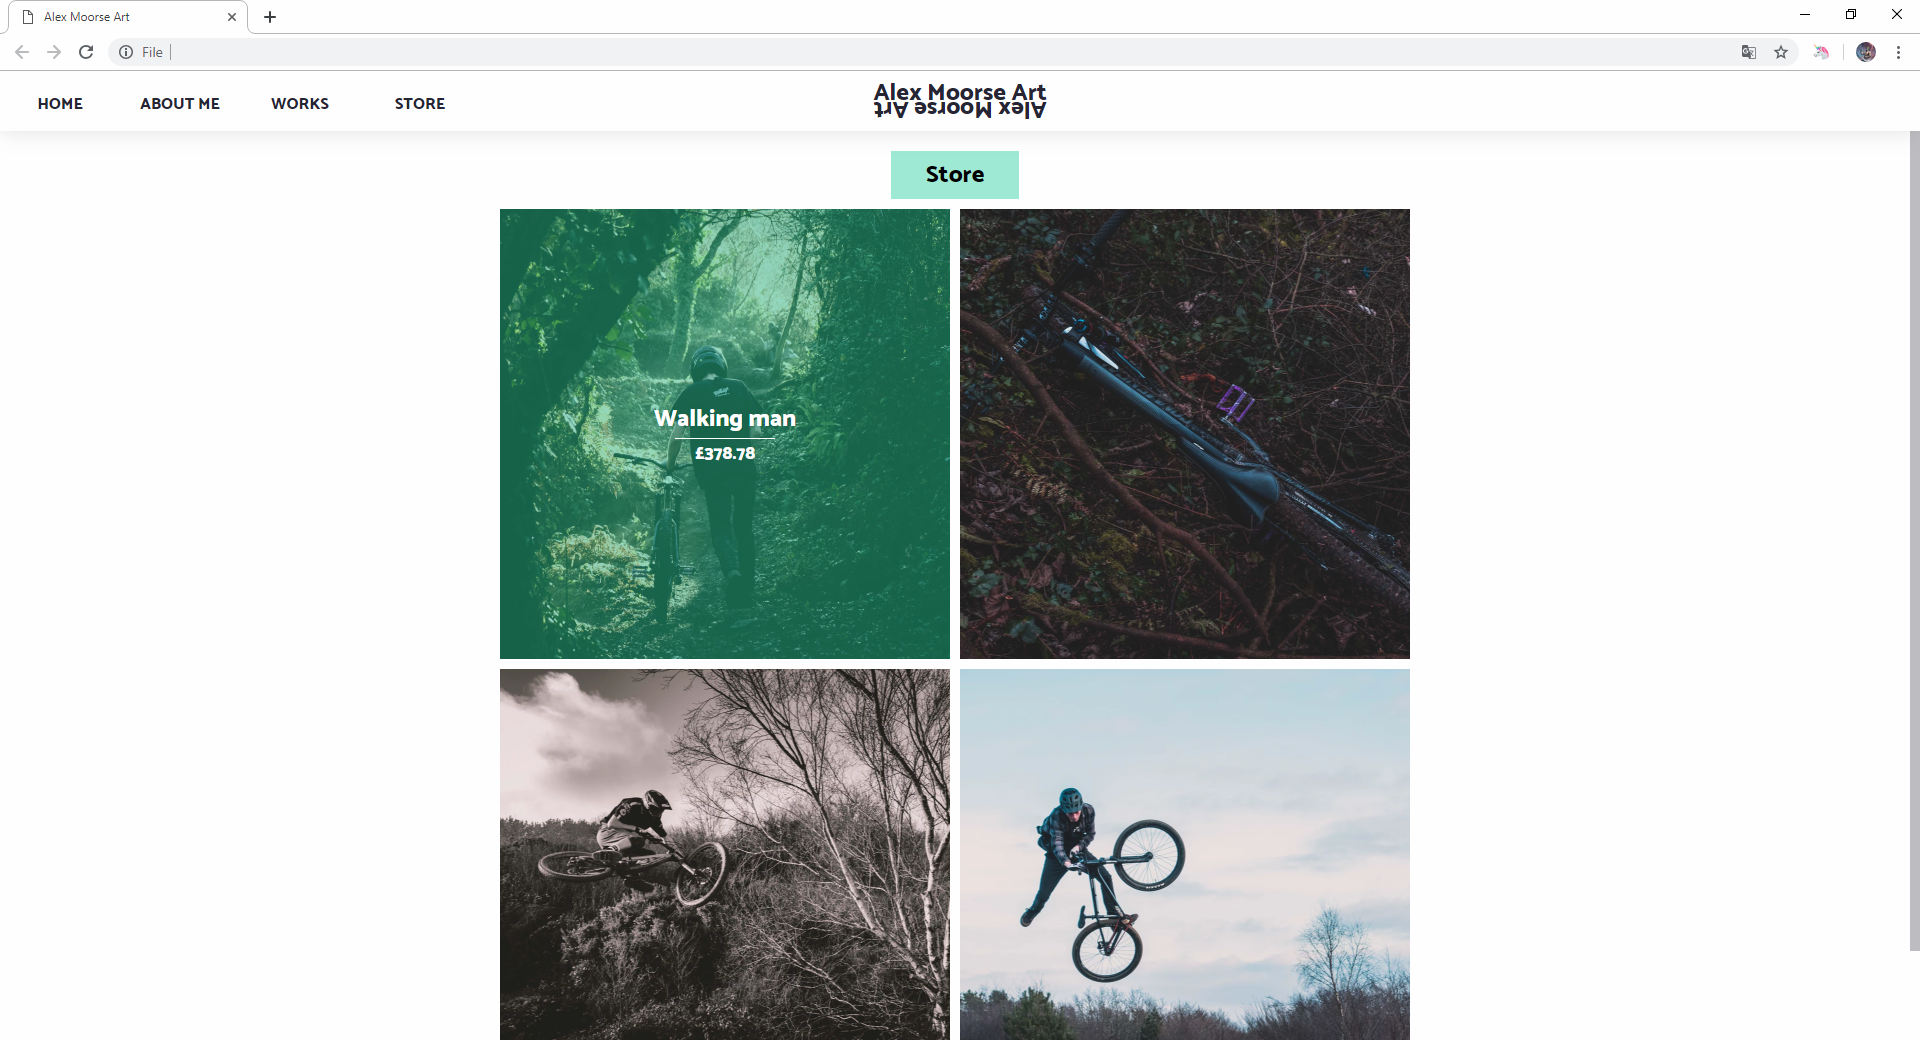 Alex Moorse Art
File
HOME ABOUT ME WORKS STORE
Alex Moorse Art
Alex Moorse Art
Store
Walking man
£378.78